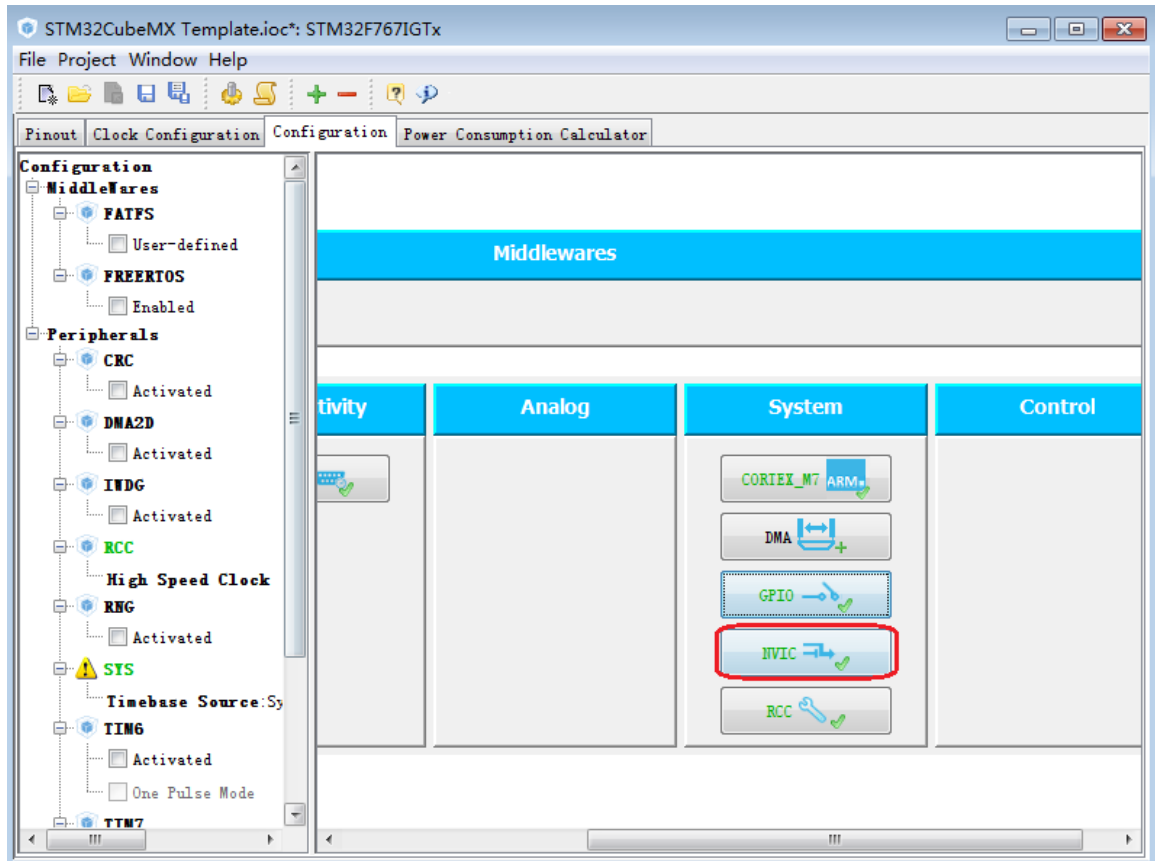 STM32CubeMX Template.ioc*: STM32F767IGTx
File Project Window Help
Pinout Clock Configuration Configuration Power Consumption Calculator
Configuration
MiddleWares
FATFS
User-defined
FREERTOS
Enabled
Peripherals
CRC
Activated
DMA2D
Activated
IWDG
Activated
RCC
High Speed Clock
RNG
Activated
SYS
Timebase Source:Sy
TIM6
Activated
One Pulse Mode
TIM7
Middlewares
tivity Analog System Control
CORTEX_M7 ARM
DMA
GPIO
NVIC
RCC